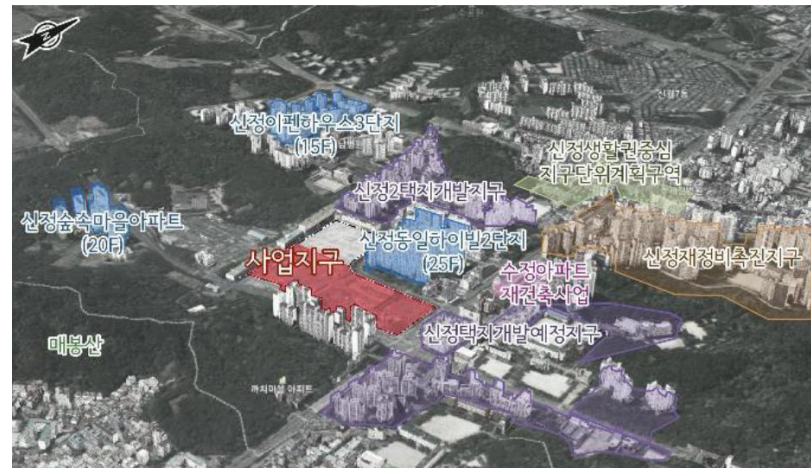 신정7동
신정이펜하우스3단지
(15F)
신정생활권중심
지구단위계획구역
신정2택지개발지구
신정숲속마을아파트
(20F)
신정동일하이빌2단지
(25F)
신정재정비촉진지구
사업지구
수정아파트
재건축사업
신정택지개발예정지구
매봉산
까치마을 아파트